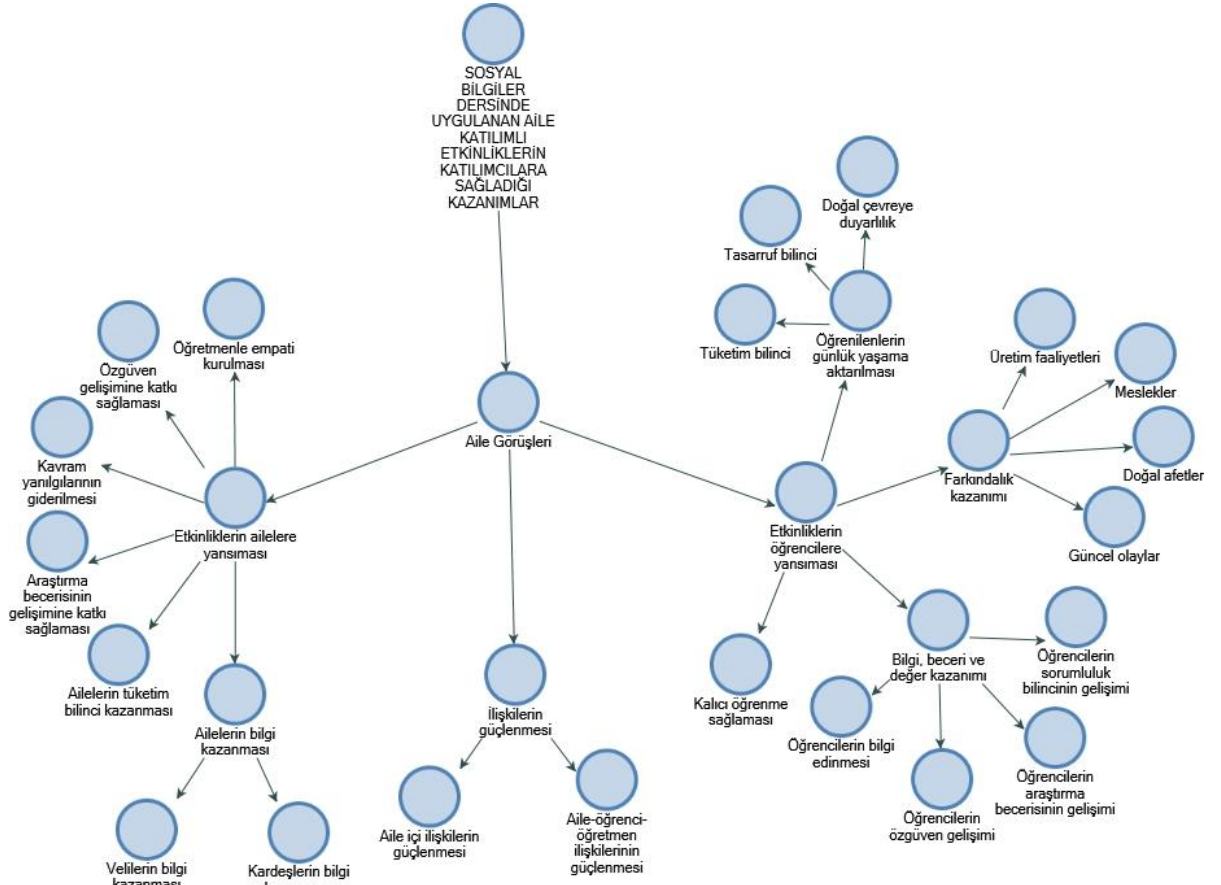 SOSYAL
BİLGİLER
DERSİNDE
UYGULANAN AİLE
KATILIMLI
ETKİNLİKLERİN
KATILIMCILARA
SAĞLADIĞI
KAZANIMLAR
Doğal çevreye
duyarlılık
Tasarruf bilinci
Tüketim bilinci
Öğrenilenlerin
günlük yaşama
aktarılması
Öğretmenle empati
kurulması
Özgüven
gelişimine katkı
sağlaması
Üretim faaliyetleri
Meslekler
Aile Görüşleri
Kavram
yanılgılarının
giderilmesi
Farkındalık
kazanımı
Doğal afetler
Etkinliklerin ailelere
yansıması
Etkinliklerin
öğrencilere
yansıması
Güncel olaylar
Araştırma
becerisinin
gelişimine katkı
sağlaması
Ailelerin tüketim
bilinci kazanması
Ailelerin bilgi
kazanması
İlişkilerin
güçlenmesi
Kalıcı öğrenme
sağlaması
Bilgi, beceri ve
değer kazanımı
Öğrencilerin
sorumluluk
bilincinin gelişimi
Öğrencilerin bilgi
edinmesi
Öğrencilerin
özgüven gelişimi
Öğrencilerin
araştırma
becerisinin gelişimi
Aile içi ilişkilerin
güçlenmesi
Aile-öğrenci-
öğretmen
ilişkilerinin
güçlenmesi
Velilerin bilgi
kazanması
Kardeşlerin bilgi